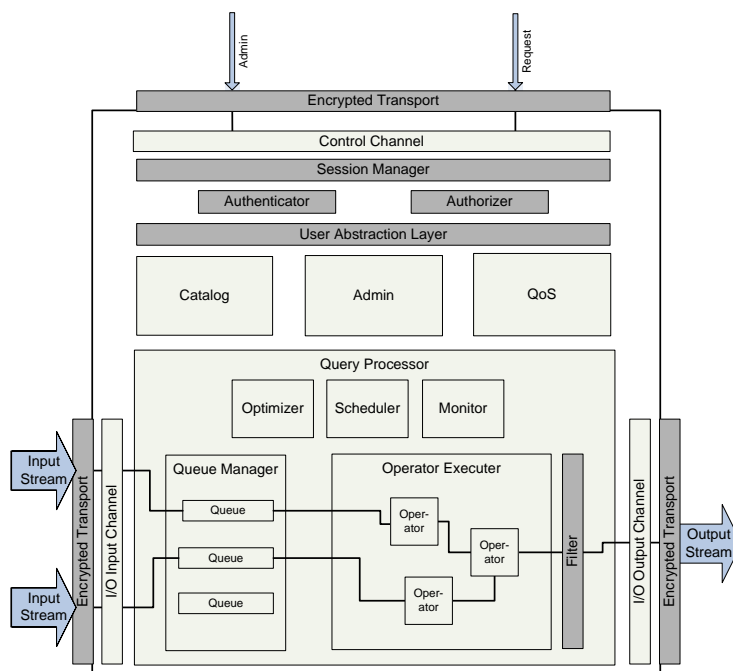 Admin
Request
Encrypted Transport
Control Channel
Session Manager
Authenticator
Authorizer
User Abstraction Layer
Catalog
Admin
QoS
Query Processor
Optimizer
Scheduler
Monitor
Input
Stream
Input
Stream
Encrypted Transport
I/O Input Channel
Queue Manager
Queue
Queue
Queue
Operator Executer
Oper-
ator
Oper-
ator
Oper-
ator
Filter
I/O Output Channel
Encrypted Transport
Output
Stream